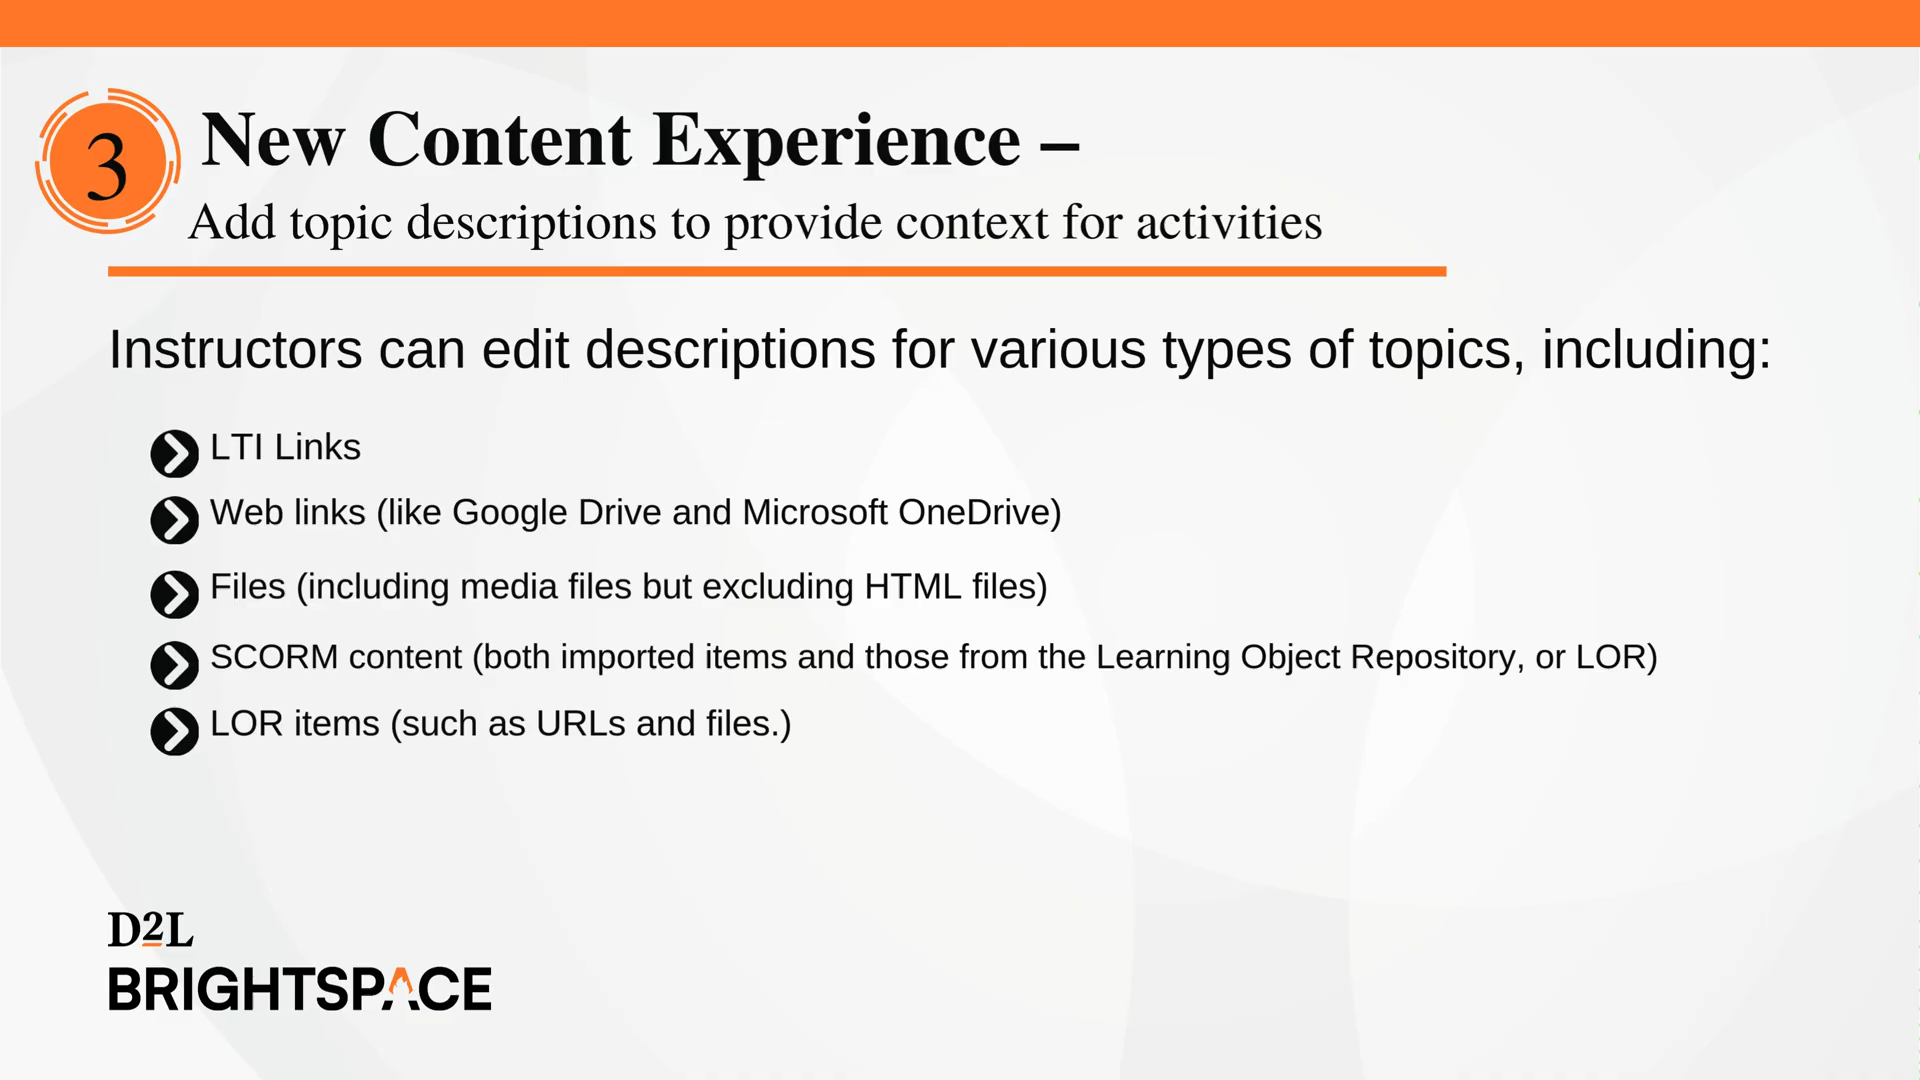 3
New Content Experience –
Add topic descriptions to provide context for activities
Instructors can edit descriptions for various types of topics, including:
LTI Links
Web links (like Google Drive and Microsoft OneDrive)
Files (including media files but excluding HTML files)
SCORM content (both imported items and those from the Learning Object Repository, or LOR)
LOR items (such as URLs and files.)
D2L
BRIGHTSPACE